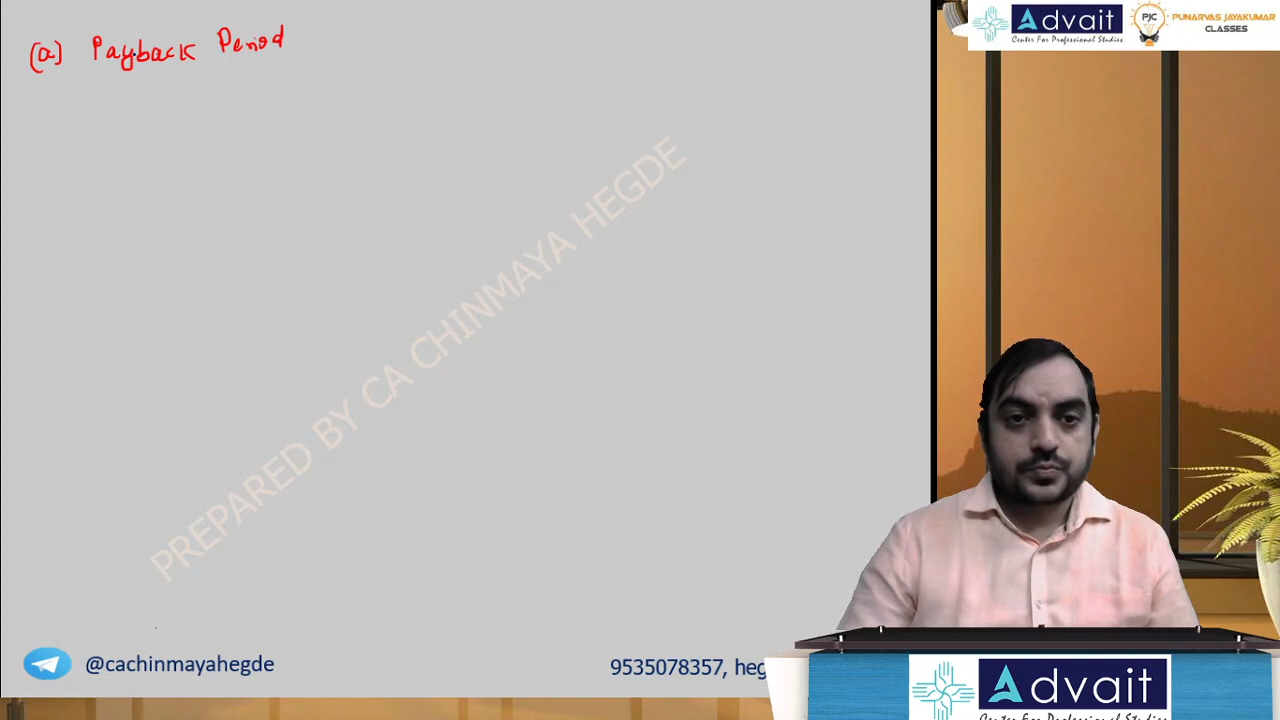 (a) Payback Period
Advait
Center For Professional Studies
PJC
PUNARVAS JAYAKUMAR
CLASSES
PREPARED BY CA CHINMAYA HEGDE
@cachinmayahegde
9535078357, heg
Advait